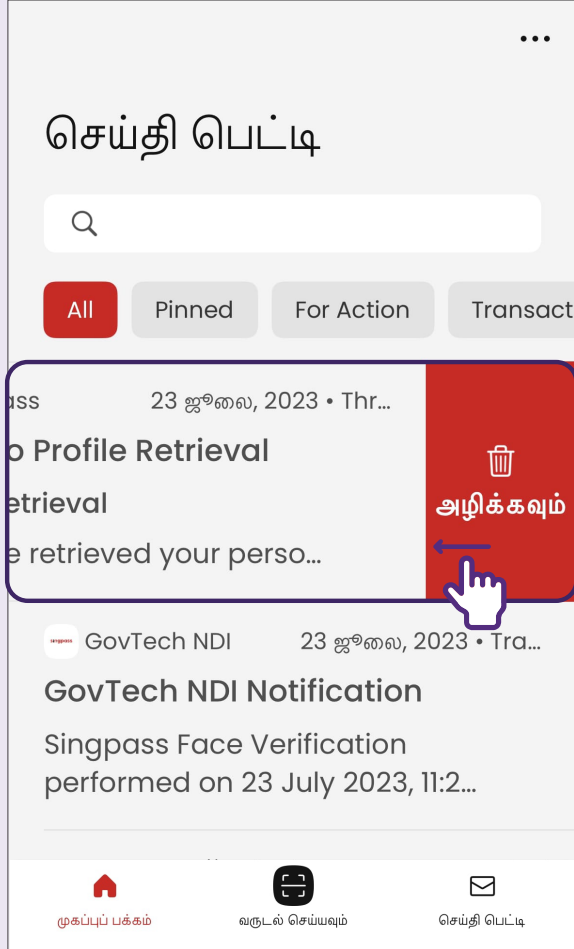 செய்தி பெட்டி
All Pinned For Action Transact
ass 23 ஜூலை, 2023 • Thr...
o Profile Retrieval
etrieval
e retrieved your perso...
அழிக்கவும்
singpass GovTech NDI 23 ஜூலை, 2023 • Tra...
GovTech NDI Notification
Singpass Face Verification
performed on 23 July 2023, 11:2...
முகப்புப் பக்கம் வருடல் செய்யவும் செய்தி பெட்டி